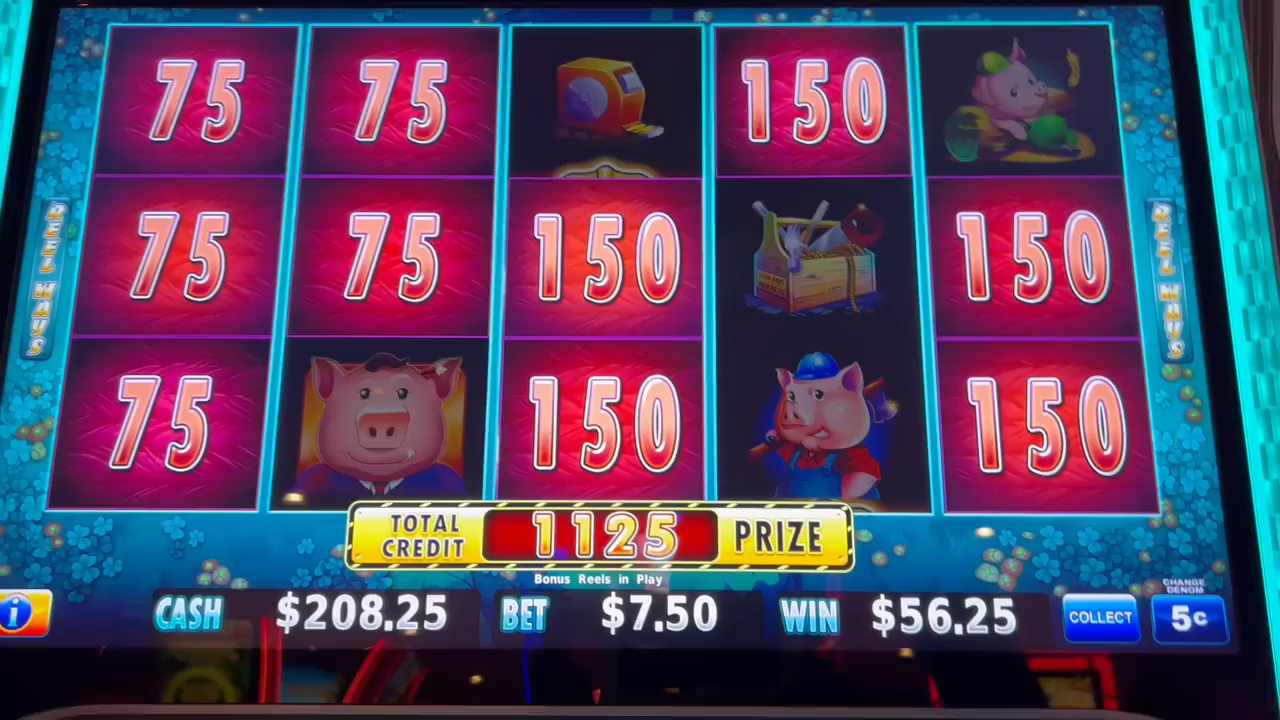 75 75 150
75 75 150 150
75 150 150
REEL WAYS
REEL WAYS
TOTAL CREDIT 1125 PRIZE
Bonus Reels in Play
i CASH $208.25 BET $7.50 WIN $56.25 COLLECT
CHANGE DENOM
5¢